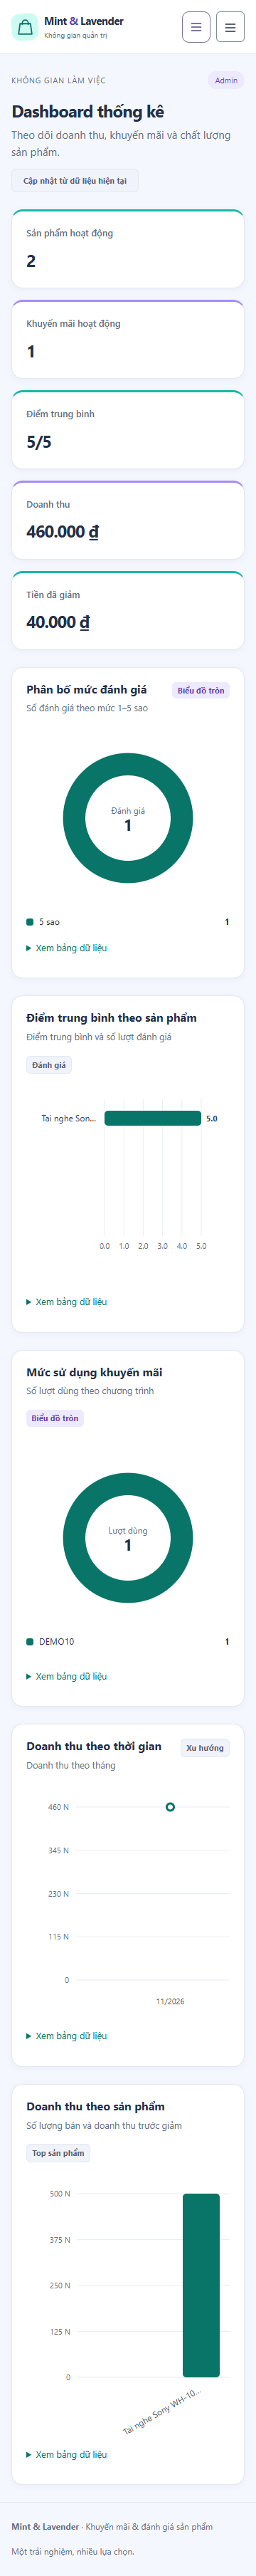 Mint & Lavender
Không gian quản trị
KHÔNG GIAN LÀM VIỆC
Admin
Dashboard thống kê
Theo dõi doanh thu, khuyến mãi và chất lượng
sản phẩm.
Cập nhật từ dữ liệu hiện tại
Sản phẩm hoạt động
2
Khuyến mãi hoạt động
1
Điểm trung bình
5/5
Doanh thu
460.000 ₫
Tiền đã giảm
40.000 ₫
Phân bố mức đánh giá
Biểu đồ tròn
Số đánh giá theo mức 1–5 sao
Đánh giá
1
5 sao
1
Xem bảng dữ liệu
Điểm trung bình theo sản phẩm
Điểm trung bình và số lượt đánh giá
Đánh giá
Tai nghe Son...
5.0
0.0 1.0 2.0 3.0 4.0 5.0
Xem bảng dữ liệu
Mức sử dụng khuyến mãi
Số lượt dùng theo chương trình
Biểu đồ tròn
Lượt dùng
1
DEMO10
1
Xem bảng dữ liệu
Doanh thu theo thời gian
Xu hướng
Doanh thu theo tháng
460 N
345 N
230 N
115 N
0
11/2026
Xem bảng dữ liệu
Doanh thu theo sản phẩm
Số lượng bán và doanh thu trước giảm
Top sản phẩm
500 N
375 N
250 N
125 N
0
Tai nghe Sony WH-10...
Xem bảng dữ liệu
Mint & Lavender · Khuyến mãi & đánh giá sản phẩm
Một trải nghiệm, nhiều lựa chọn.